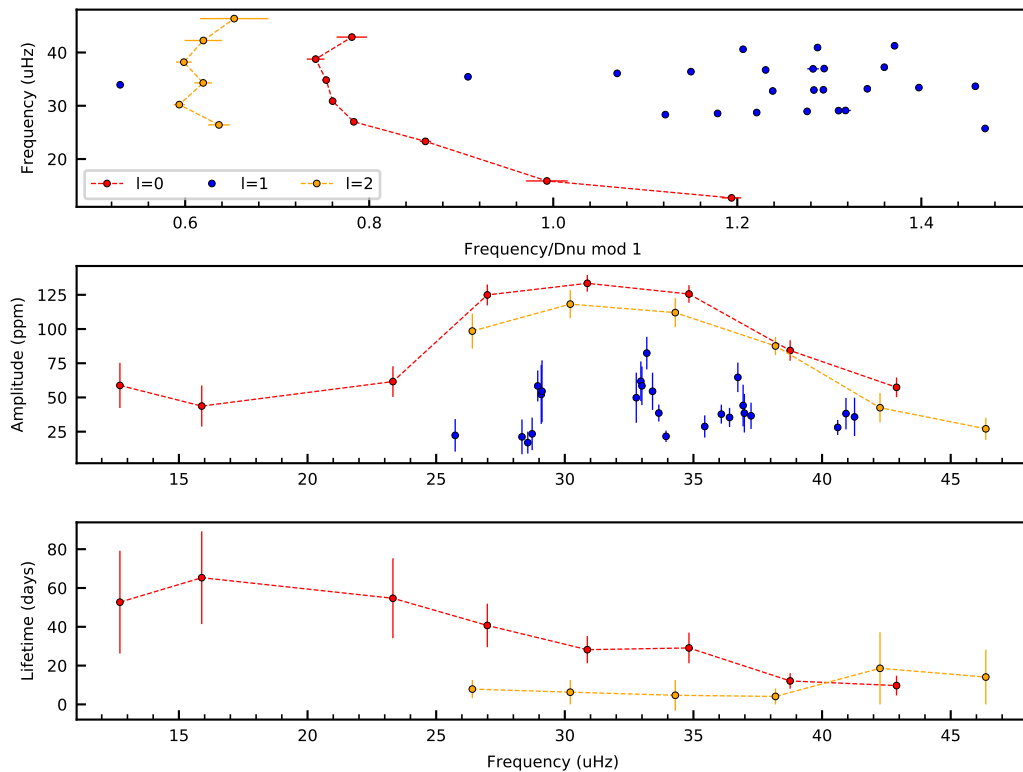 Frequency (uHz)
40
30
20
l=0 l=1 l=2
0.6 0.8 1.0 1.2 1.4
Frequency/Dnu mod 1
Amplitude (ppm)
125
100
75
50
25
15 20 25 30 35 40 45
Lifetime (days)
80
60
40
20
0
15 20 25 30 35 40 45
Frequency (uHz)